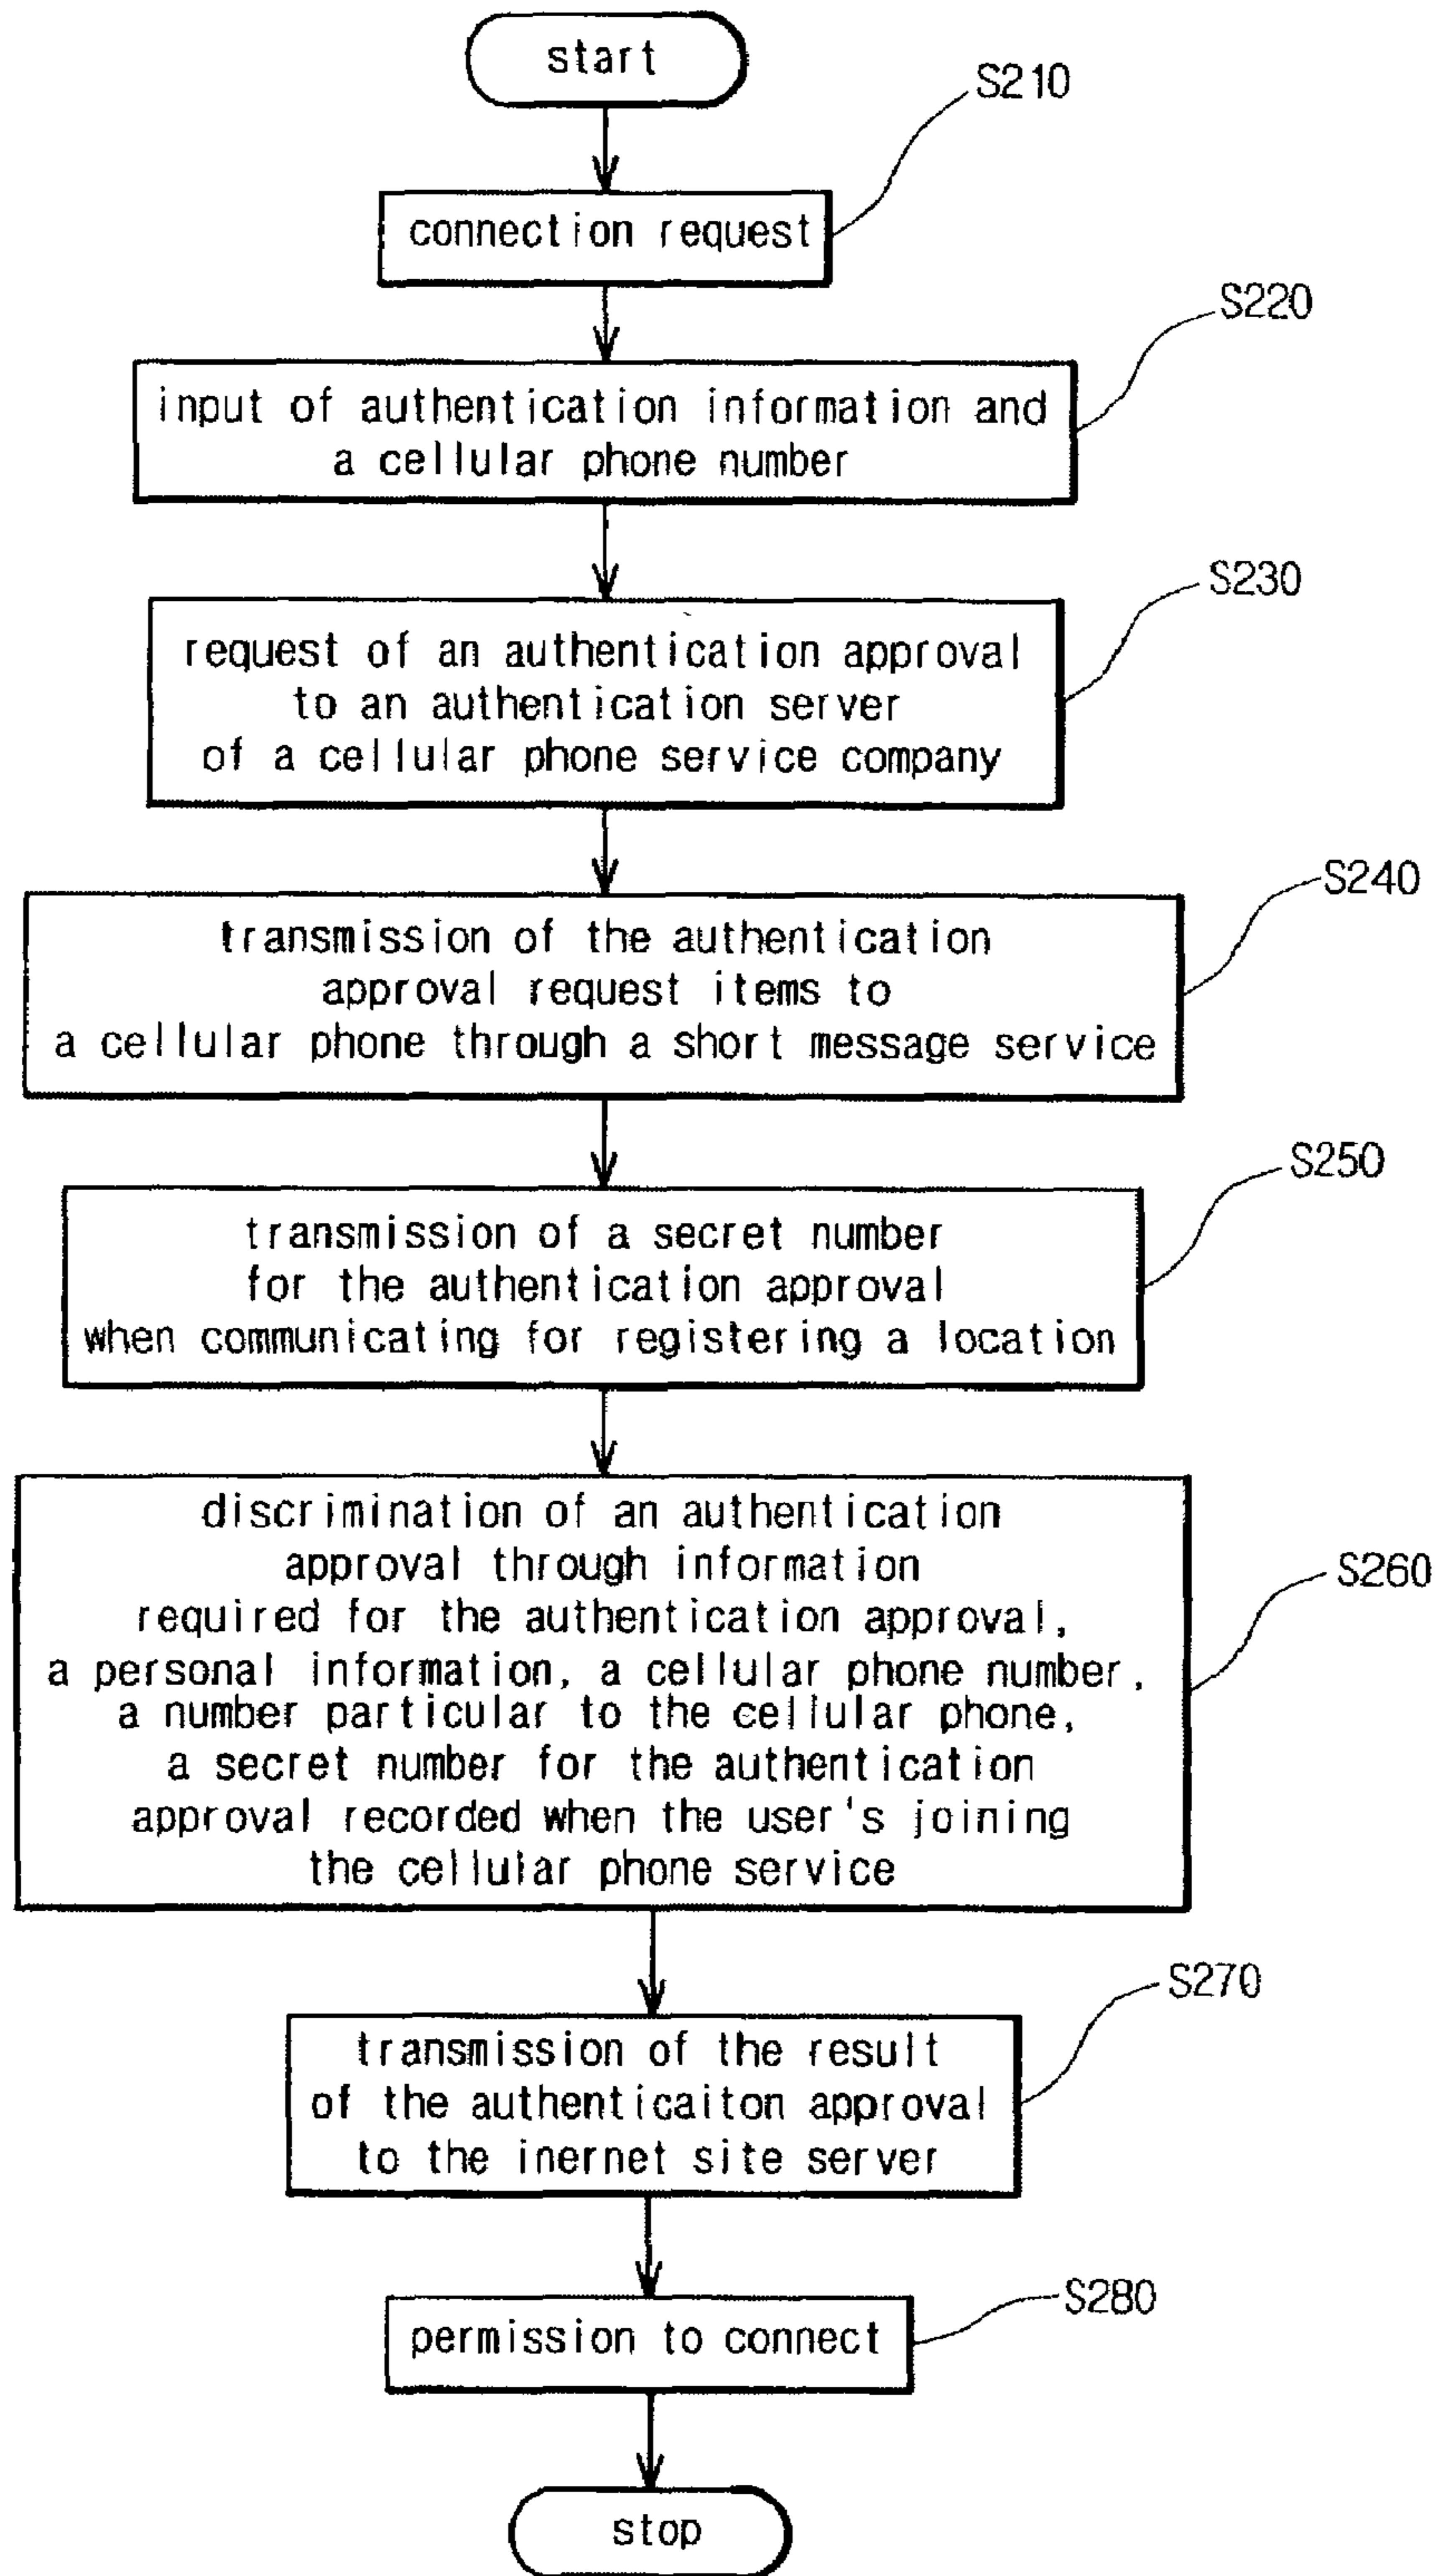 start
S210
connection request
S220
input of authentication information and
a cellular phone number
S230
request of an authentication approval
to an authentication server
of a cellular phone service company
S240
transmission of the authentication
approval request items to
a cellular phone through a short message service
S250
transmission of a secret number
for the authentication approval
when communicating for registering a location
S260
discrimination of an authentication
approval through information
required for the authentication approval,
a personal information, a cellular phone number,
a number particular to the cellular phone,
a secret number for the authentication
approval recorded when the user's joining
the cellular phone service
S270
transmission of the result
of the authenticaiton approval
to the inernet site server
S280
permission to connect
stop